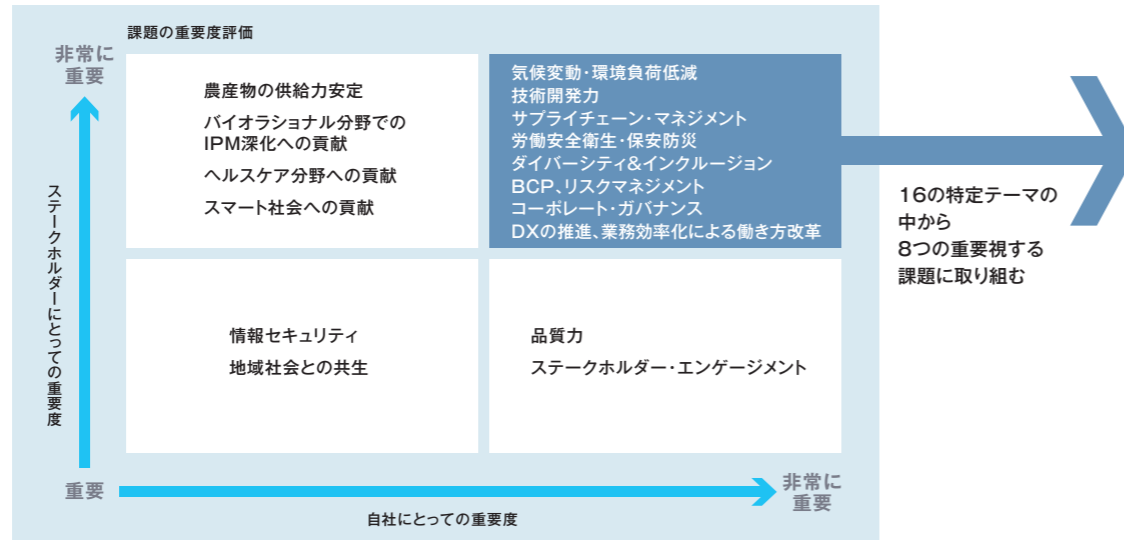 課題の重要度評価
非常に
重要
ステークホルダーにとっての重要度
農産物の供給力安定
バイオラショナル分野での
IPM深化への貢献
ヘルスケア分野への貢献
スマート社会への貢献
気候変動・環境負荷低減
技術開発力
サプライチェーン・マネジメント
労働安全衛生・保安防災
ダイバーシティ&インクルージョン
BCP、リスクマネジメント
コーポレート・ガバナンス
DXの推進、業務効率化による働き方改革
16の特定テーマの
中から
8つの重要視する
課題に取り組む
情報セキュリティ
地域社会との共生
品質力
ステークホルダー・エンゲージメント
重要
非常に
重要
自社にとっての重要度